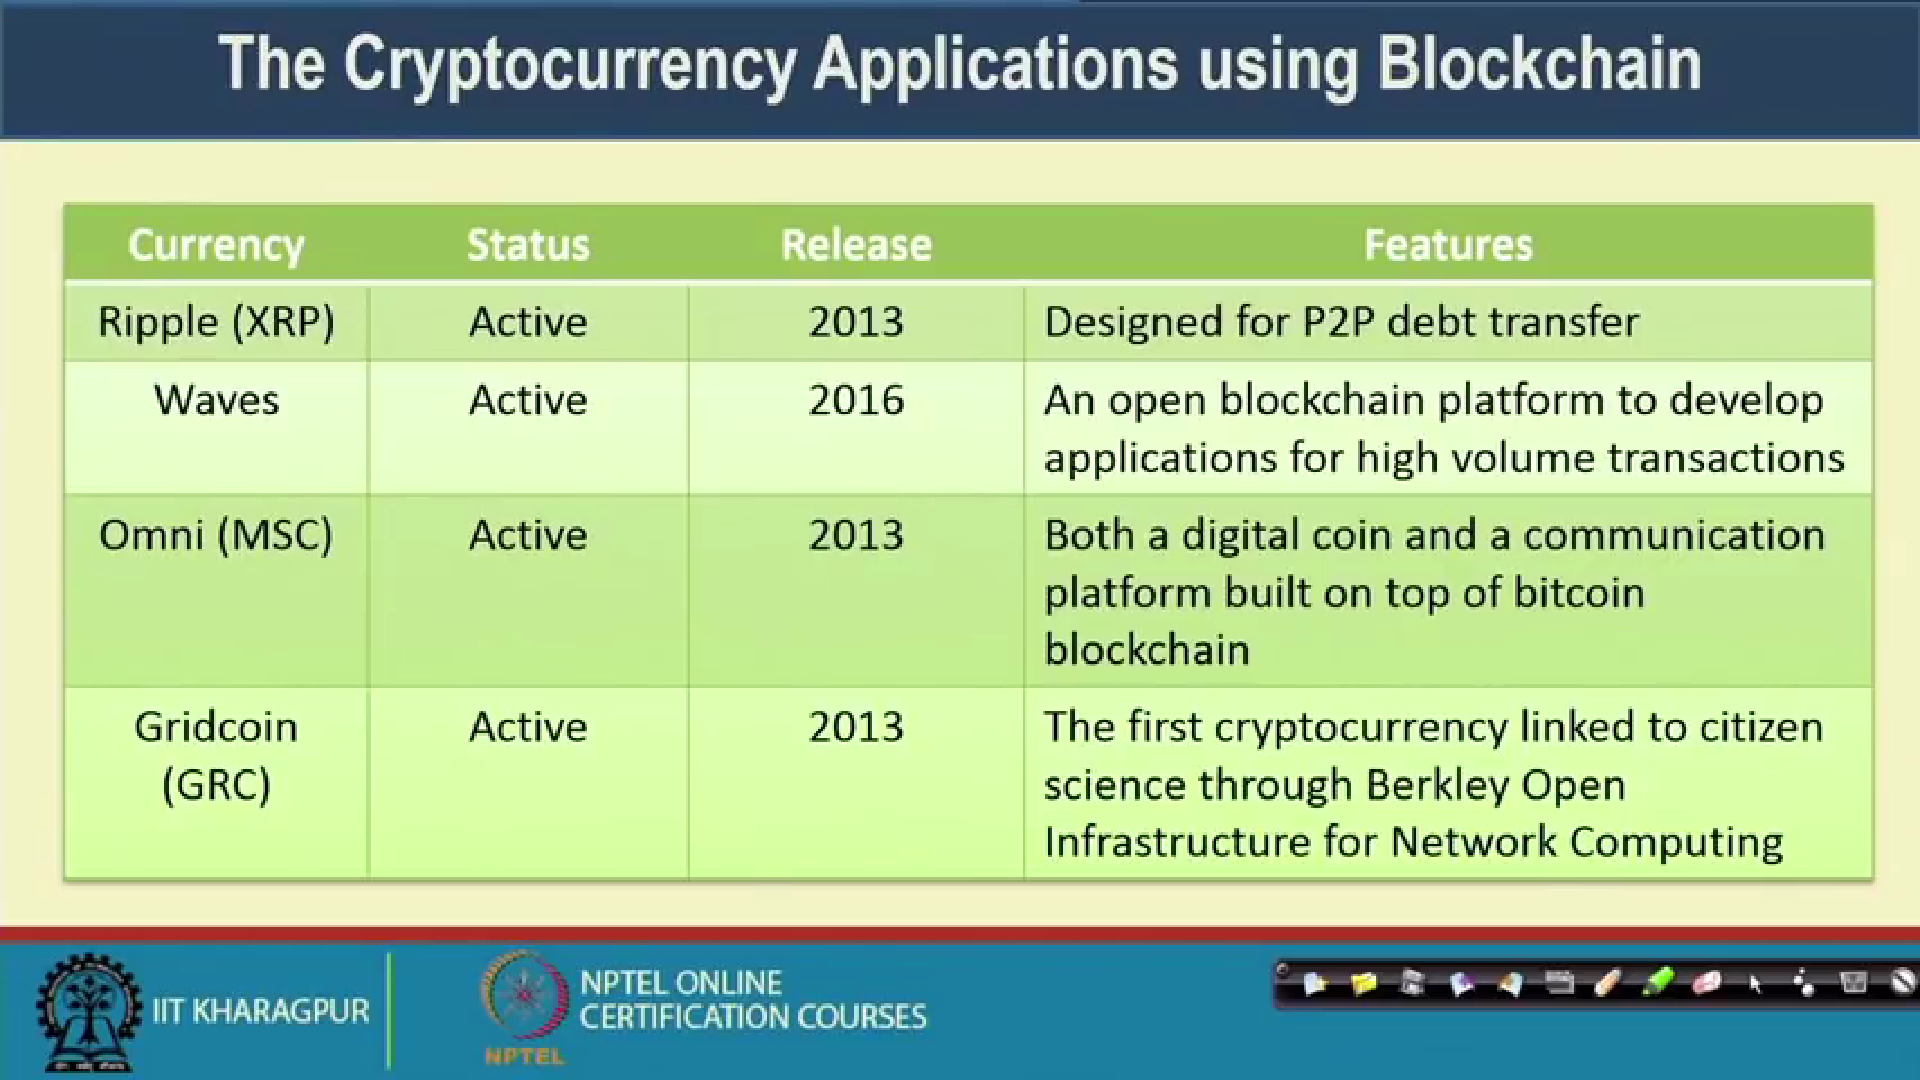 The Cryptocurrency Applications using Blockchain
Currency Status Release Features
Ripple (XRP) Active 2013 Designed for P2P debt transfer
Waves Active 2016 An open blockchain platform to develop
applications for high volume transactions
Omni (MSC) Active 2013 Both a digital coin and a communication
platform built on top of bitcoin
blockchain
Gridcoin Active 2013 The first cryptocurrency linked to citizen
(GRC) science through Berkley Open
Infrastructure for Network Computing
IIT KHARAGPUR
NPTEL ONLINE
CERTIFICATION COURSES
NPTEL